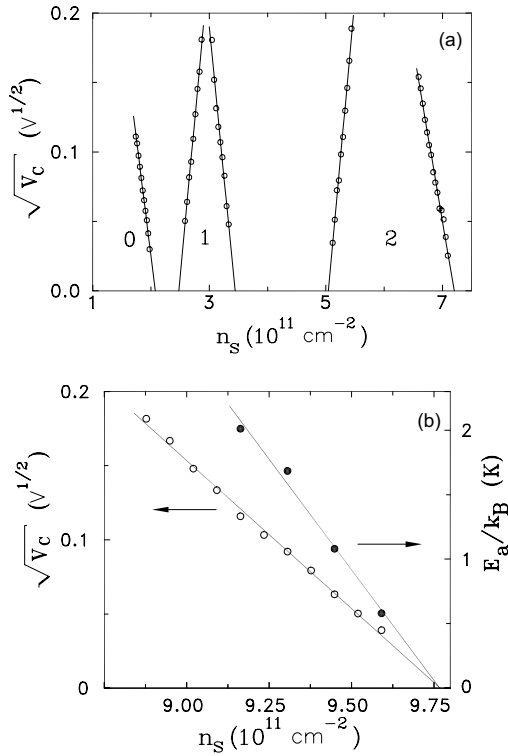 (a)
0.2
0.1
0.0
√Vc (V^1/2)
0
1
2
1
3
5
7
n_s (10^11 cm^−2)
(b)
0.2
0.1
0
√Vc (V^1/2)
2
1
0
E_a/k_B (K)
9.00
9.25
9.50
9.75
n_s (10^11 cm^−2)